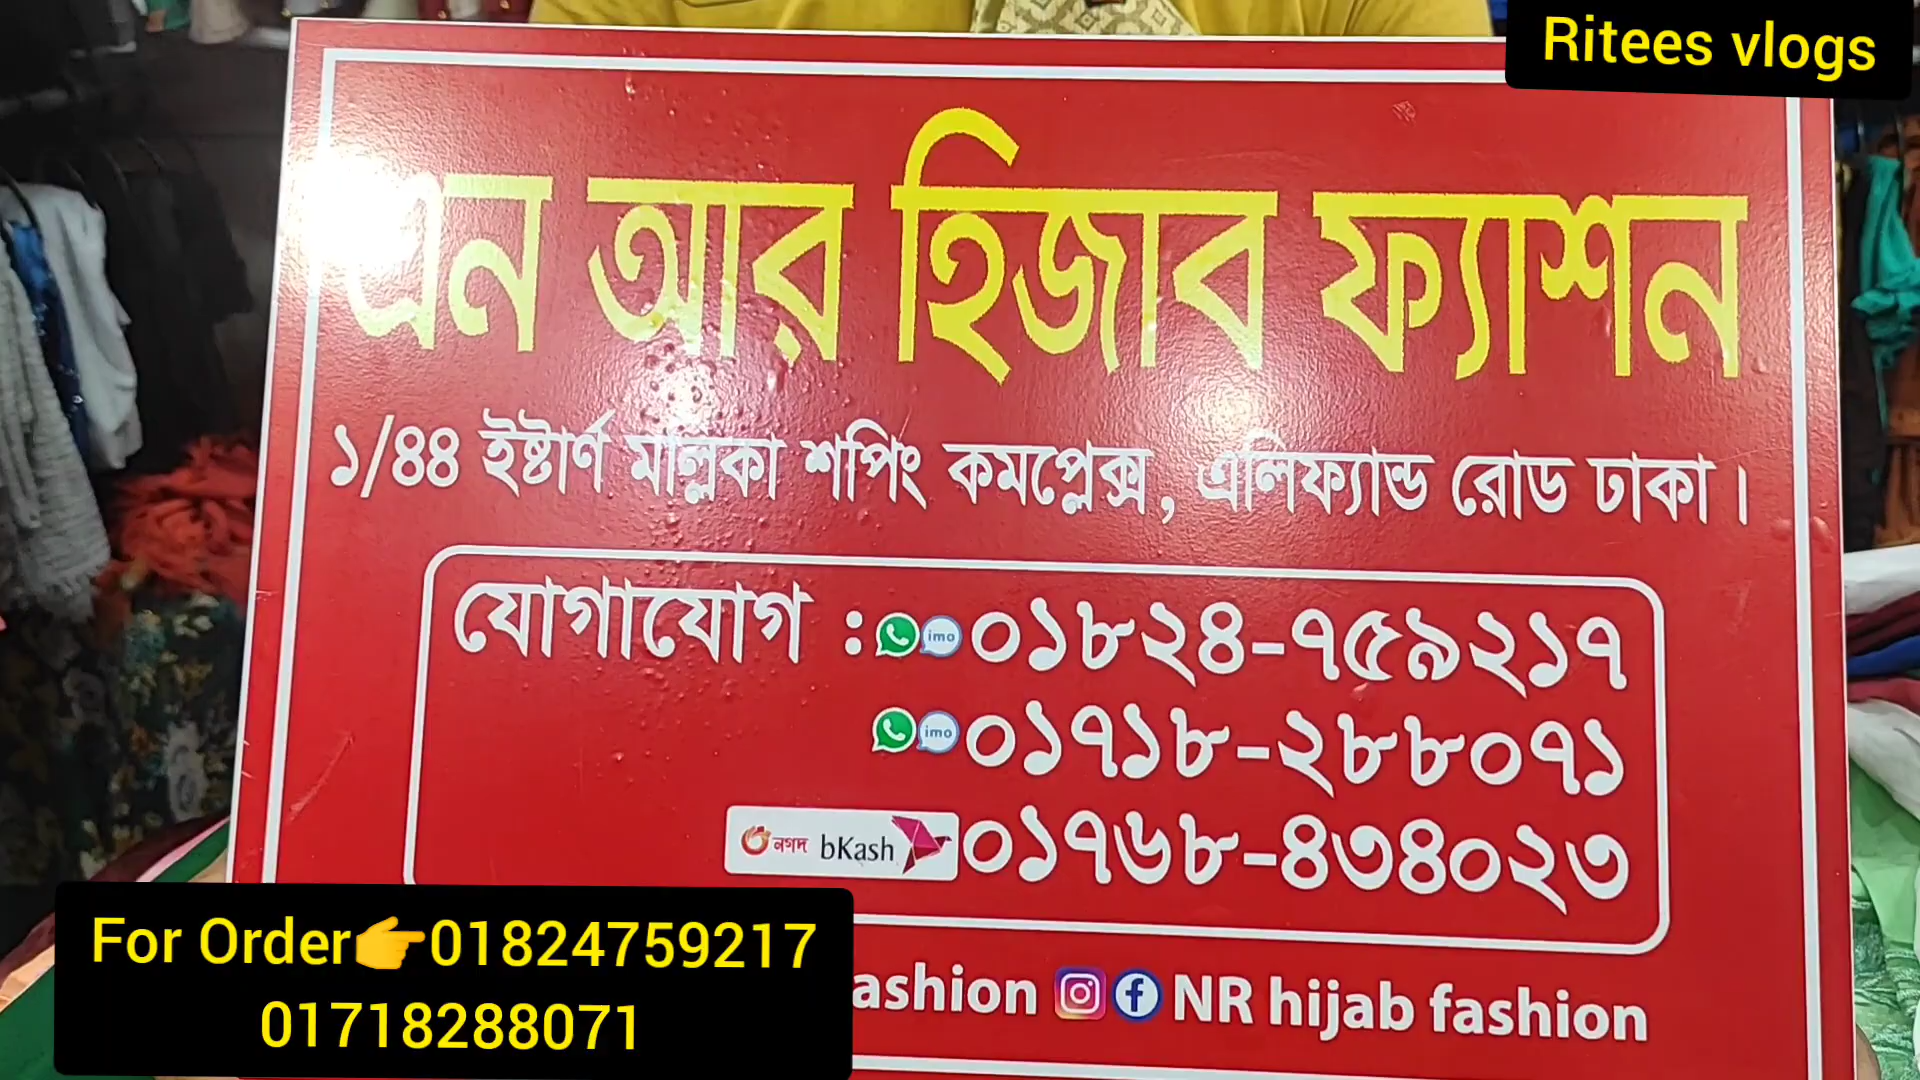 Ritees vlogs
এন আর হিজাব ফ্যাশন
১/৪৪ ইষ্টার্ণ মল্লিকা শপিং কমপ্লেক্স, এলিফ্যান্ড রোড ঢাকা।
যোগাযোগ : imo ০১৮২৪-৭৫৯২১৭
imo ০১৭১৮-২৮৮০৭১
নগদ bKash ০১৭৬৮-৪৩৪০২৩
ashion NR hijab fashion
For Order👉01824759217
01718288071